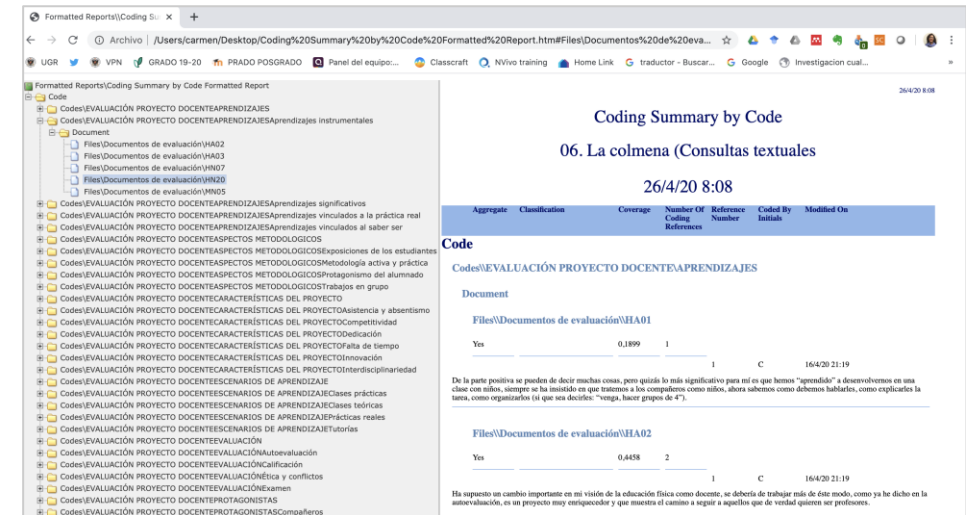 Formatted Reports\\Coding Su
Archivo | /Users/carmen/Desktop/Coding%20Summary%20by%20Code%20Formatted%20Report.htm#Files\Documentos%20de%20eva...
UGR VPN GRADO 19-20 PRADO POSGRADO Panel del equipo:... Classcraft NVivo training Home Link traductor - Buscar... Google Investigacion cual... »
Formatted Reports\Coding Summary by Code Formatted Report
Code
Codes\EVALUACIÓN PROYECTO DOCENTEAPRENDIZAJES
Codes\EVALUACIÓN PROYECTO DOCENTEAPRENDIZAJESAprendizajes instrumentales
Document
Files\Documentos de evaluación\HA02
Files\Documentos de evaluación\HA03
Files\Documentos de evaluación\HN07
Files\Documentos de evaluación\HN20
Files\Documentos de evaluación\MN05
Codes\EVALUACIÓN PROYECTO DOCENTEAPRENDIZAJESAprendizajes significativos
Codes\EVALUACIÓN PROYECTO DOCENTEAPRENDIZAJESAprendizajes vinculados a la práctica real
Codes\EVALUACIÓN PROYECTO DOCENTEAPRENDIZAJESAprendizajes vinculados al saber ser
Codes\EVALUACIÓN PROYECTO DOCENTEASPECTOS METODOLOGICOS
Codes\EVALUACIÓN PROYECTO DOCENTEASPECTOS METODOLOGICOSExposiciones de los estudiantes
Codes\EVALUACIÓN PROYECTO DOCENTEASPECTOS METODOLOGICOSMetodología activa y práctica
Codes\EVALUACIÓN PROYECTO DOCENTEASPECTOS METODOLOGICOSProtagonismo del alumnado
Codes\EVALUACIÓN PROYECTO DOCENTEASPECTOS METODOLOGICOSTrabajos en grupo
Codes\EVALUACIÓN PROYECTO DOCENTECARACTERÍSTICAS DEL PROYECTO
Codes\EVALUACIÓN PROYECTO DOCENTECARACTERÍSTICAS DEL PROYECTOAsistencia y absentismo
Codes\EVALUACIÓN PROYECTO DOCENTECARACTERÍSTICAS DEL PROYECTOCompetitividad
Codes\EVALUACIÓN PROYECTO DOCENTECARACTERÍSTICAS DEL PROYECTODedicación
Codes\EVALUACIÓN PROYECTO DOCENTECARACTERÍSTICAS DEL PROYECTOFalta de tiempo
Codes\EVALUACIÓN PROYECTO DOCENTECARACTERÍSTICAS DEL PROYECTOInnovación
Codes\EVALUACIÓN PROYECTO DOCENTECARACTERÍSTICAS DEL PROYECTOInterdisciplinariedad
Codes\EVALUACIÓN PROYECTO DOCENTEESCENARIOS DE APRENDIZAJE
Codes\EVALUACIÓN PROYECTO DOCENTEESCENARIOS DE APRENDIZAJEClases prácticas
Codes\EVALUACIÓN PROYECTO DOCENTEESCENARIOS DE APRENDIZAJEClases teóricas
Codes\EVALUACIÓN PROYECTO DOCENTEESCENARIOS DE APRENDIZAJEPrácticas reales
Codes\EVALUACIÓN PROYECTO DOCENTEESCENARIOS DE APRENDIZAJETutorías
Codes\EVALUACIÓN PROYECTO DOCENTEEVALUACIÓN
Codes\EVALUACIÓN PROYECTO DOCENTEEVALUACIÓNAutoevaluación
Codes\EVALUACIÓN PROYECTO DOCENTEEVALUACIÓNCalificación
Codes\EVALUACIÓN PROYECTO DOCENTEEVALUACIÓNÉtica y conflictos
Codes\EVALUACIÓN PROYECTO DOCENTEEVALUACIÓNExamen
Codes\EVALUACIÓN PROYECTO DOCENTEPROTAGONISTAS
Codes\EVALUACIÓN PROYECTO DOCENTEPROTAGONISTASCompañeros
26/4/20 8:08
Coding Summary by Code
06. La colmena (Consultas textuales
26/4/20 8:08
Aggregate Classification Coverage Number Of Reference Coded By Modified On
Coding Number Initials
References
Code
Codes\\EVALUACIÓN PROYECTO DOCENTE\APRENDIZAJES
Document
Files\\Documentos de evaluación\\HA01
Yes 0,1899 1
1 C 16/4/20 21:19
De la parte positiva se pueden de decir muchas cosas, pero quizás lo más significativo para mí es que hemos “aprendido” a desenvolvernos en una
clase con niños, siempre se ha insistido en que tratemos a los compañeros como niños, ahora sabemos como debemos hablarles, como explicarles la
tarea, como organizarlos (si que sea decirles: “venga, hacer grupos de 4”).
Files\\Documentos de evaluación\\HA02
Yes 0,4458 2
1 C 16/4/20 21:19
Ha supuesto un cambio importante en mi visión de la educación física como docente, se debería de trabajar más de éste modo, como ya he dicho en la
autoevaluación, es un proyecto muy enriquecedor y que muestra el camino a seguir a aquellos que de verdad quieren ser profesores.